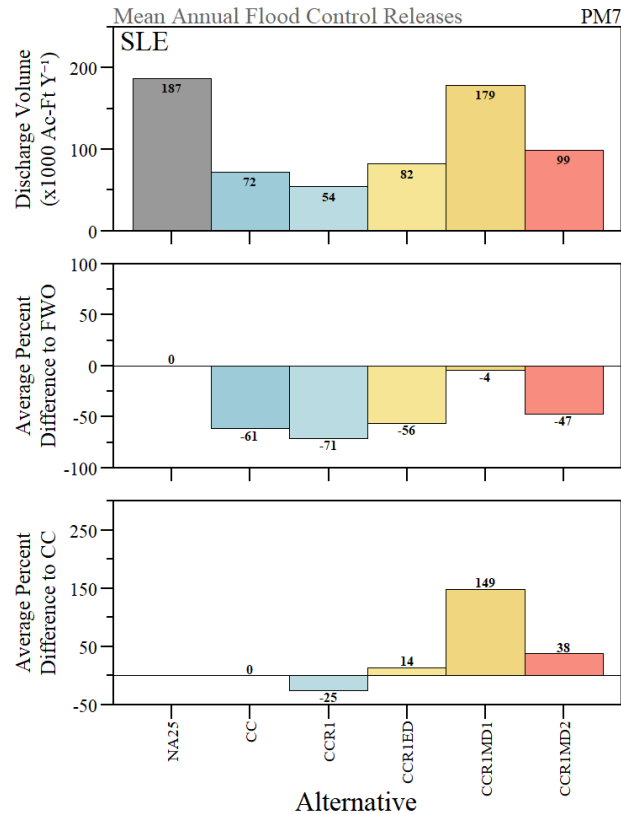 Mean Annual Flood Control Releases PM7
SLE
Discharge Volume
(x1000 Ac-Ft Y⁻¹)
200
100
0
187
72
54
82
179
99
Average Percent
Difference to FWO
100
50
0
-50
-100
0
-61
-71
-56
-4
-47
Average Percent
Difference to CC
250
150
50
-50
0
-25
14
149
38
NA25
CC
CCR1
CCR1ED
CCR1MD1
CCR1MD2
Alternative